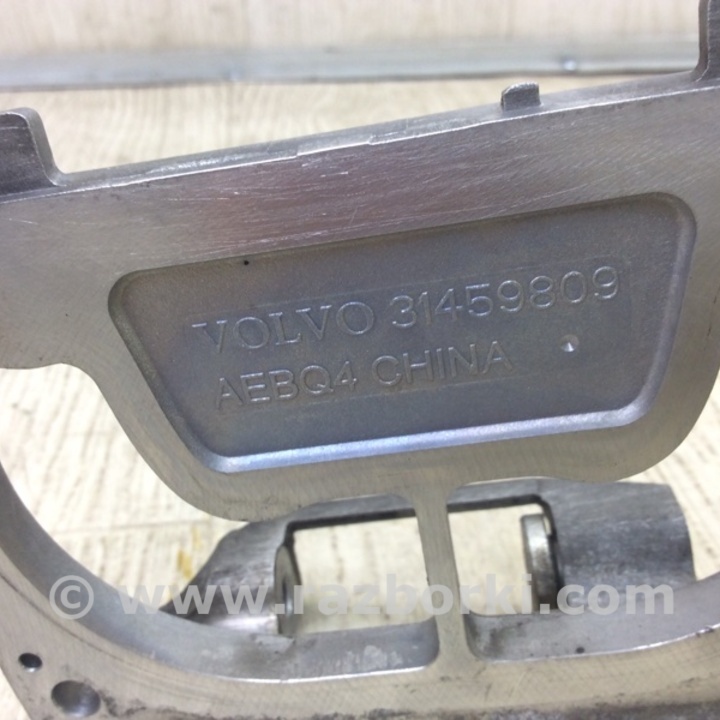 VOLVO 31459809
AEBQ4 CHINA
© www.razborki.com